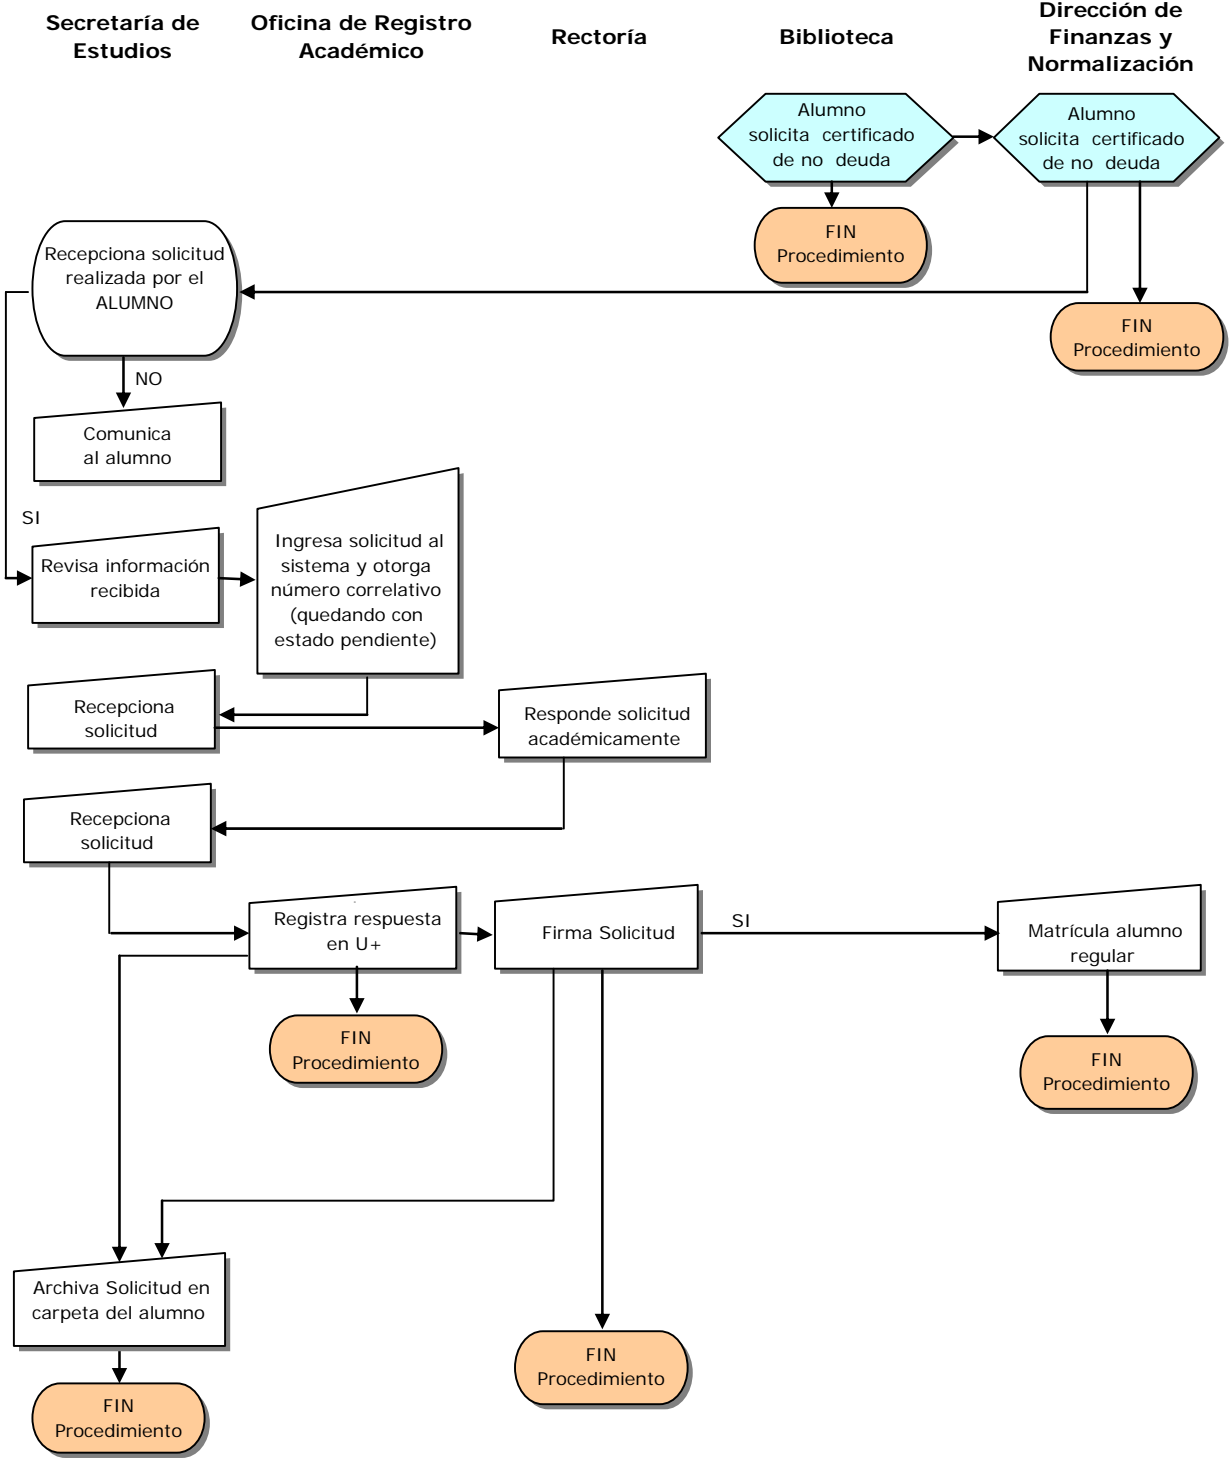 Secretaría de
Estudios
Oficina de Registro
Académico
Rectoría
Biblioteca
Dirección de
Finanzas y
Normalización
Alumno
solicita certificado
de no deuda
Alumno
solicita certificado
de no deuda
FIN
Procedimiento
Recepciona solicitud
realizada por el
ALUMNO
FIN
Procedimiento
NO
Comunica
al alumno
SI
Revisa información
recibida
Ingresa solicitud al
sistema y otorga
número correlativo
(quedando con
estado pendiente)
Recepciona
solicitud
Responde solicitud
académicamente
Recepciona
solicitud
Registra respuesta
en U+
Firma Solicitud
SI
Matrícula alumno
regular
FIN
Procedimiento
FIN
Procedimiento
Archiva Solicitud en
carpeta del alumno
FIN
Procedimiento
FIN
Procedimiento